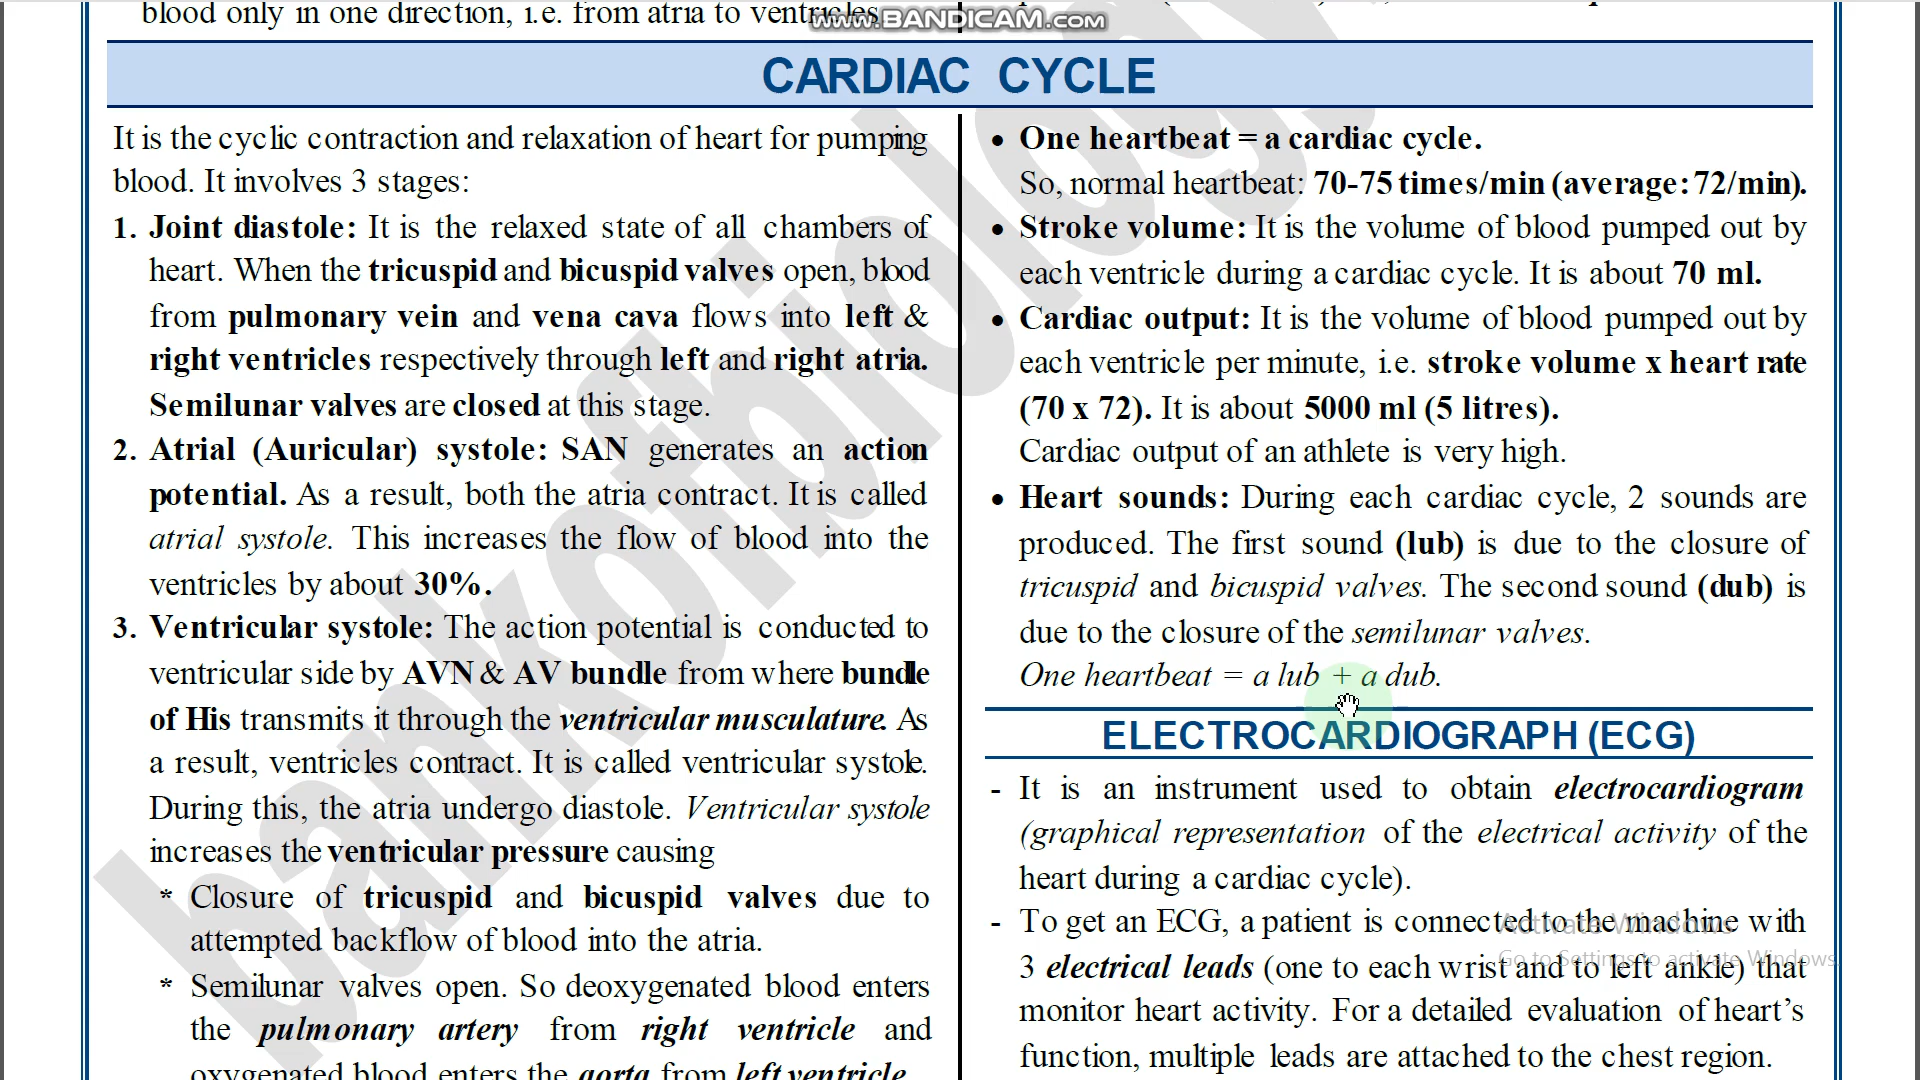 blood only in one direction, i.e. from atria to ventricles
www.BANDICAM.com
CARDIAC CYCLE
It is the cyclic contraction and relaxation of heart for pumping
blood. It involves 3 stages:
1. Joint diastole: It is the relaxed state of all chambers of
heart. When the tricuspid and bicuspid valves open, blood
from pulmonary vein and vena cava flows into left &
right ventricles respectively through left and right atria.
Semilunar valves are closed at this stage.
2. Atrial (Auricular) systole: SAN generates an action
potential. As a result, both the atria contract. It is called
atrial systole. This increases the flow of blood into the
ventricles by about 30%.
3. Ventricular systole: The action potential is conducted to
ventricular side by AVN & AV bundle from where bundle
of His transmits it through the ventricular musculature. As
a result, ventricles contract. It is called ventricular systole.
During this, the atria undergo diastole. Ventricular systole
increases the ventricular pressure causing
* Closure of tricuspid and bicuspid valves due to
attempted backflow of blood into the atria.
* Semilunar valves open. So deoxygenated blood enters
the pulmonary artery from right ventricle and
oxygenated blood enters the aorta from left ventricle.
• One heartbeat = a cardiac cycle.
So, normal heartbeat: 70-75 times/min (average: 72/min).
• Stroke volume: It is the volume of blood pumped out by
each ventricle during a cardiac cycle. It is about 70 ml.
• Cardiac output: It is the volume of blood pumped out by
each ventricle per minute, i.e. stroke volume x heart rate
(70 x 72). It is about 5000 ml (5 litres).
Cardiac output of an athlete is very high.
• Heart sounds: During each cardiac cycle, 2 sounds are
produced. The first sound (lub) is due to the closure of
tricuspid and bicuspid valves. The second sound (dub) is
due to the closure of the semilunar valves.
One heartbeat = a lub + a dub.
ELECTROCARDIOGRAPH (ECG)
- It is an instrument used to obtain electrocardiogram
(graphical representation of the electrical activity of the
heart during a cardiac cycle).
- To get an ECG, a patient is connected to the machine with
3 electrical leads (one to each wrist and to left ankle) that
monitor heart activity. For a detailed evaluation of heart's
function, multiple leads are attached to the chest region.
bankofbiology
Activate Windows
Go to Settings to activate Windows.